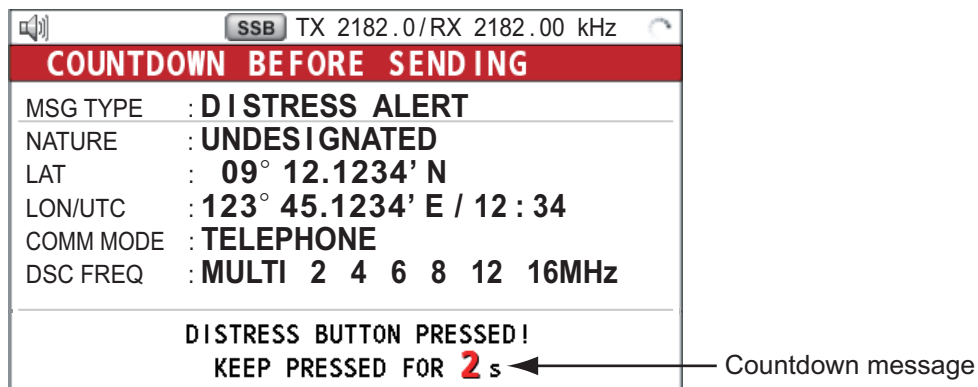 SSB TX 2182.0/RX 2182.00 kHz
COUNTDOWN BEFORE SENDING
MSG TYPE : DISTRESS ALERT
NATURE : UNDESIGNATED
LAT : 09° 12.1234’ N
LON/UTC : 123° 45.1234’ E / 12 : 34
COMM MODE : TELEPHONE
DSC FREQ : MULTI 2 4 6 8 12 16MHz
DISTRESS BUTTON PRESSED!
KEEP PRESSED FOR 2 s
Countdown message